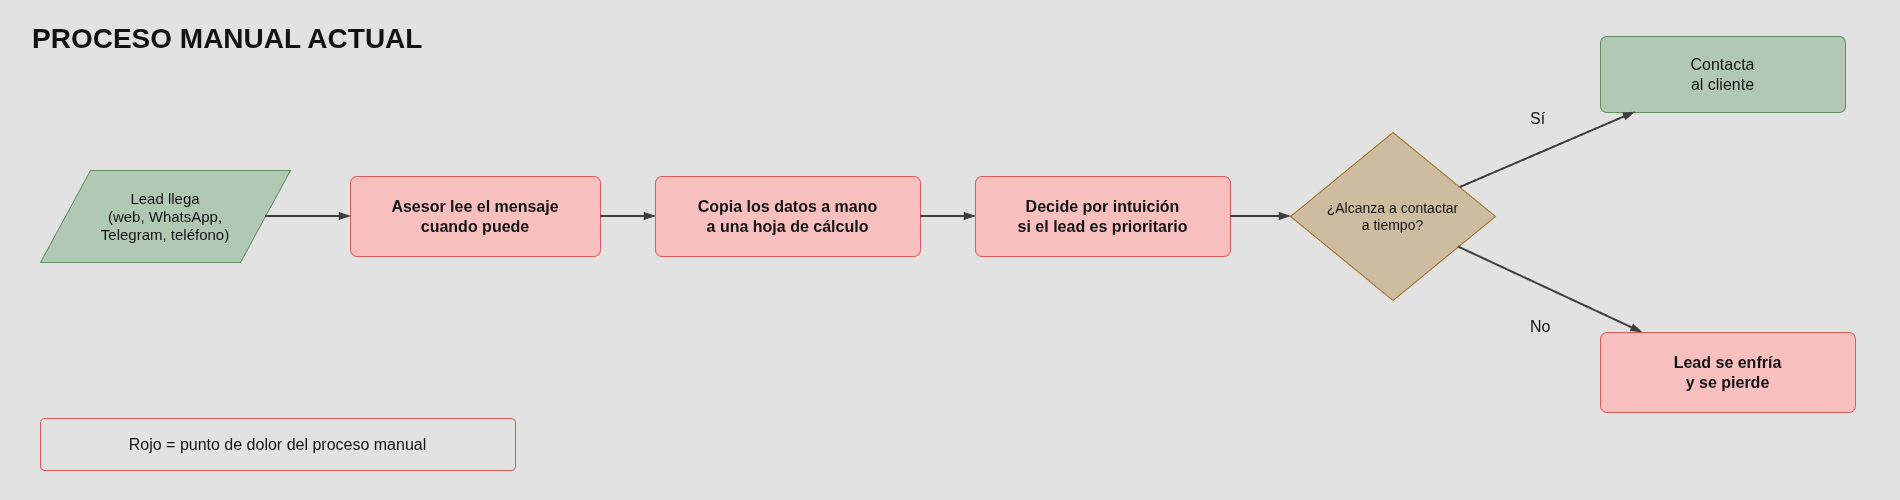 PROCESO MANUAL ACTUAL
Lead llega
(web, WhatsApp,
Telegram, teléfono)
Asesor lee el mensaje
cuando puede
Copia los datos a mano
a una hoja de cálculo
Decide por intuición
si el lead es prioritario
¿Alcanza a contactar
a tiempo?
Sí
Contacta
al cliente
No
Lead se enfría
y se pierde
Rojo = punto de dolor del proceso manual